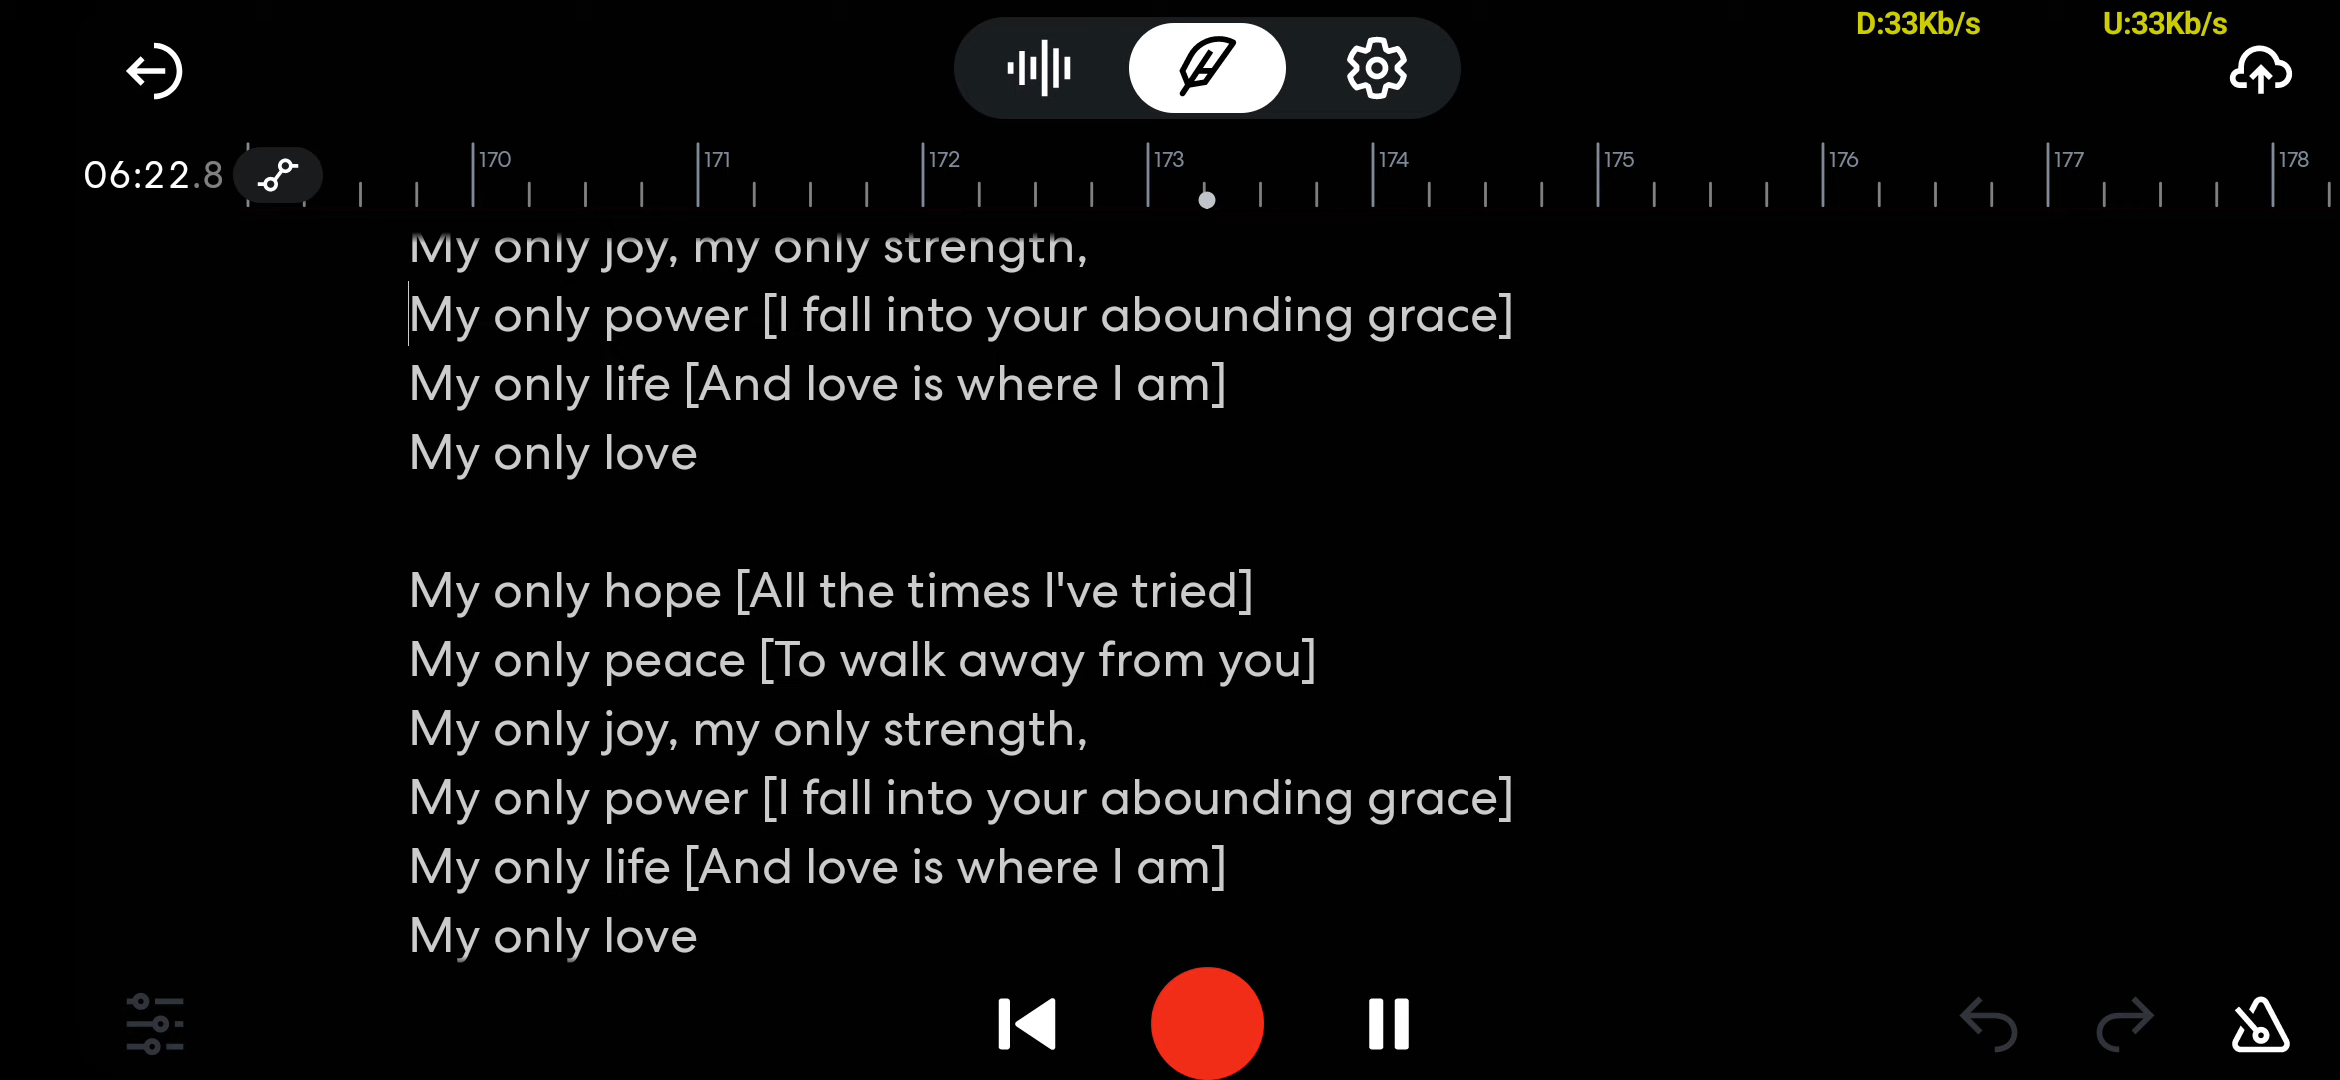 D:33Kb/s U:33Kb/s
06:22.8
170 171 172 173 174 175 176 177 178
My only joy, my only strength,
My only power [I fall into your abounding grace]
My only life [And love is where I am]
My only love
My only hope [All the times I've tried]
My only peace [To walk away from you]
My only joy, my only strength,
My only power [I fall into your abounding grace]
My only life [And love is where I am]
My only love